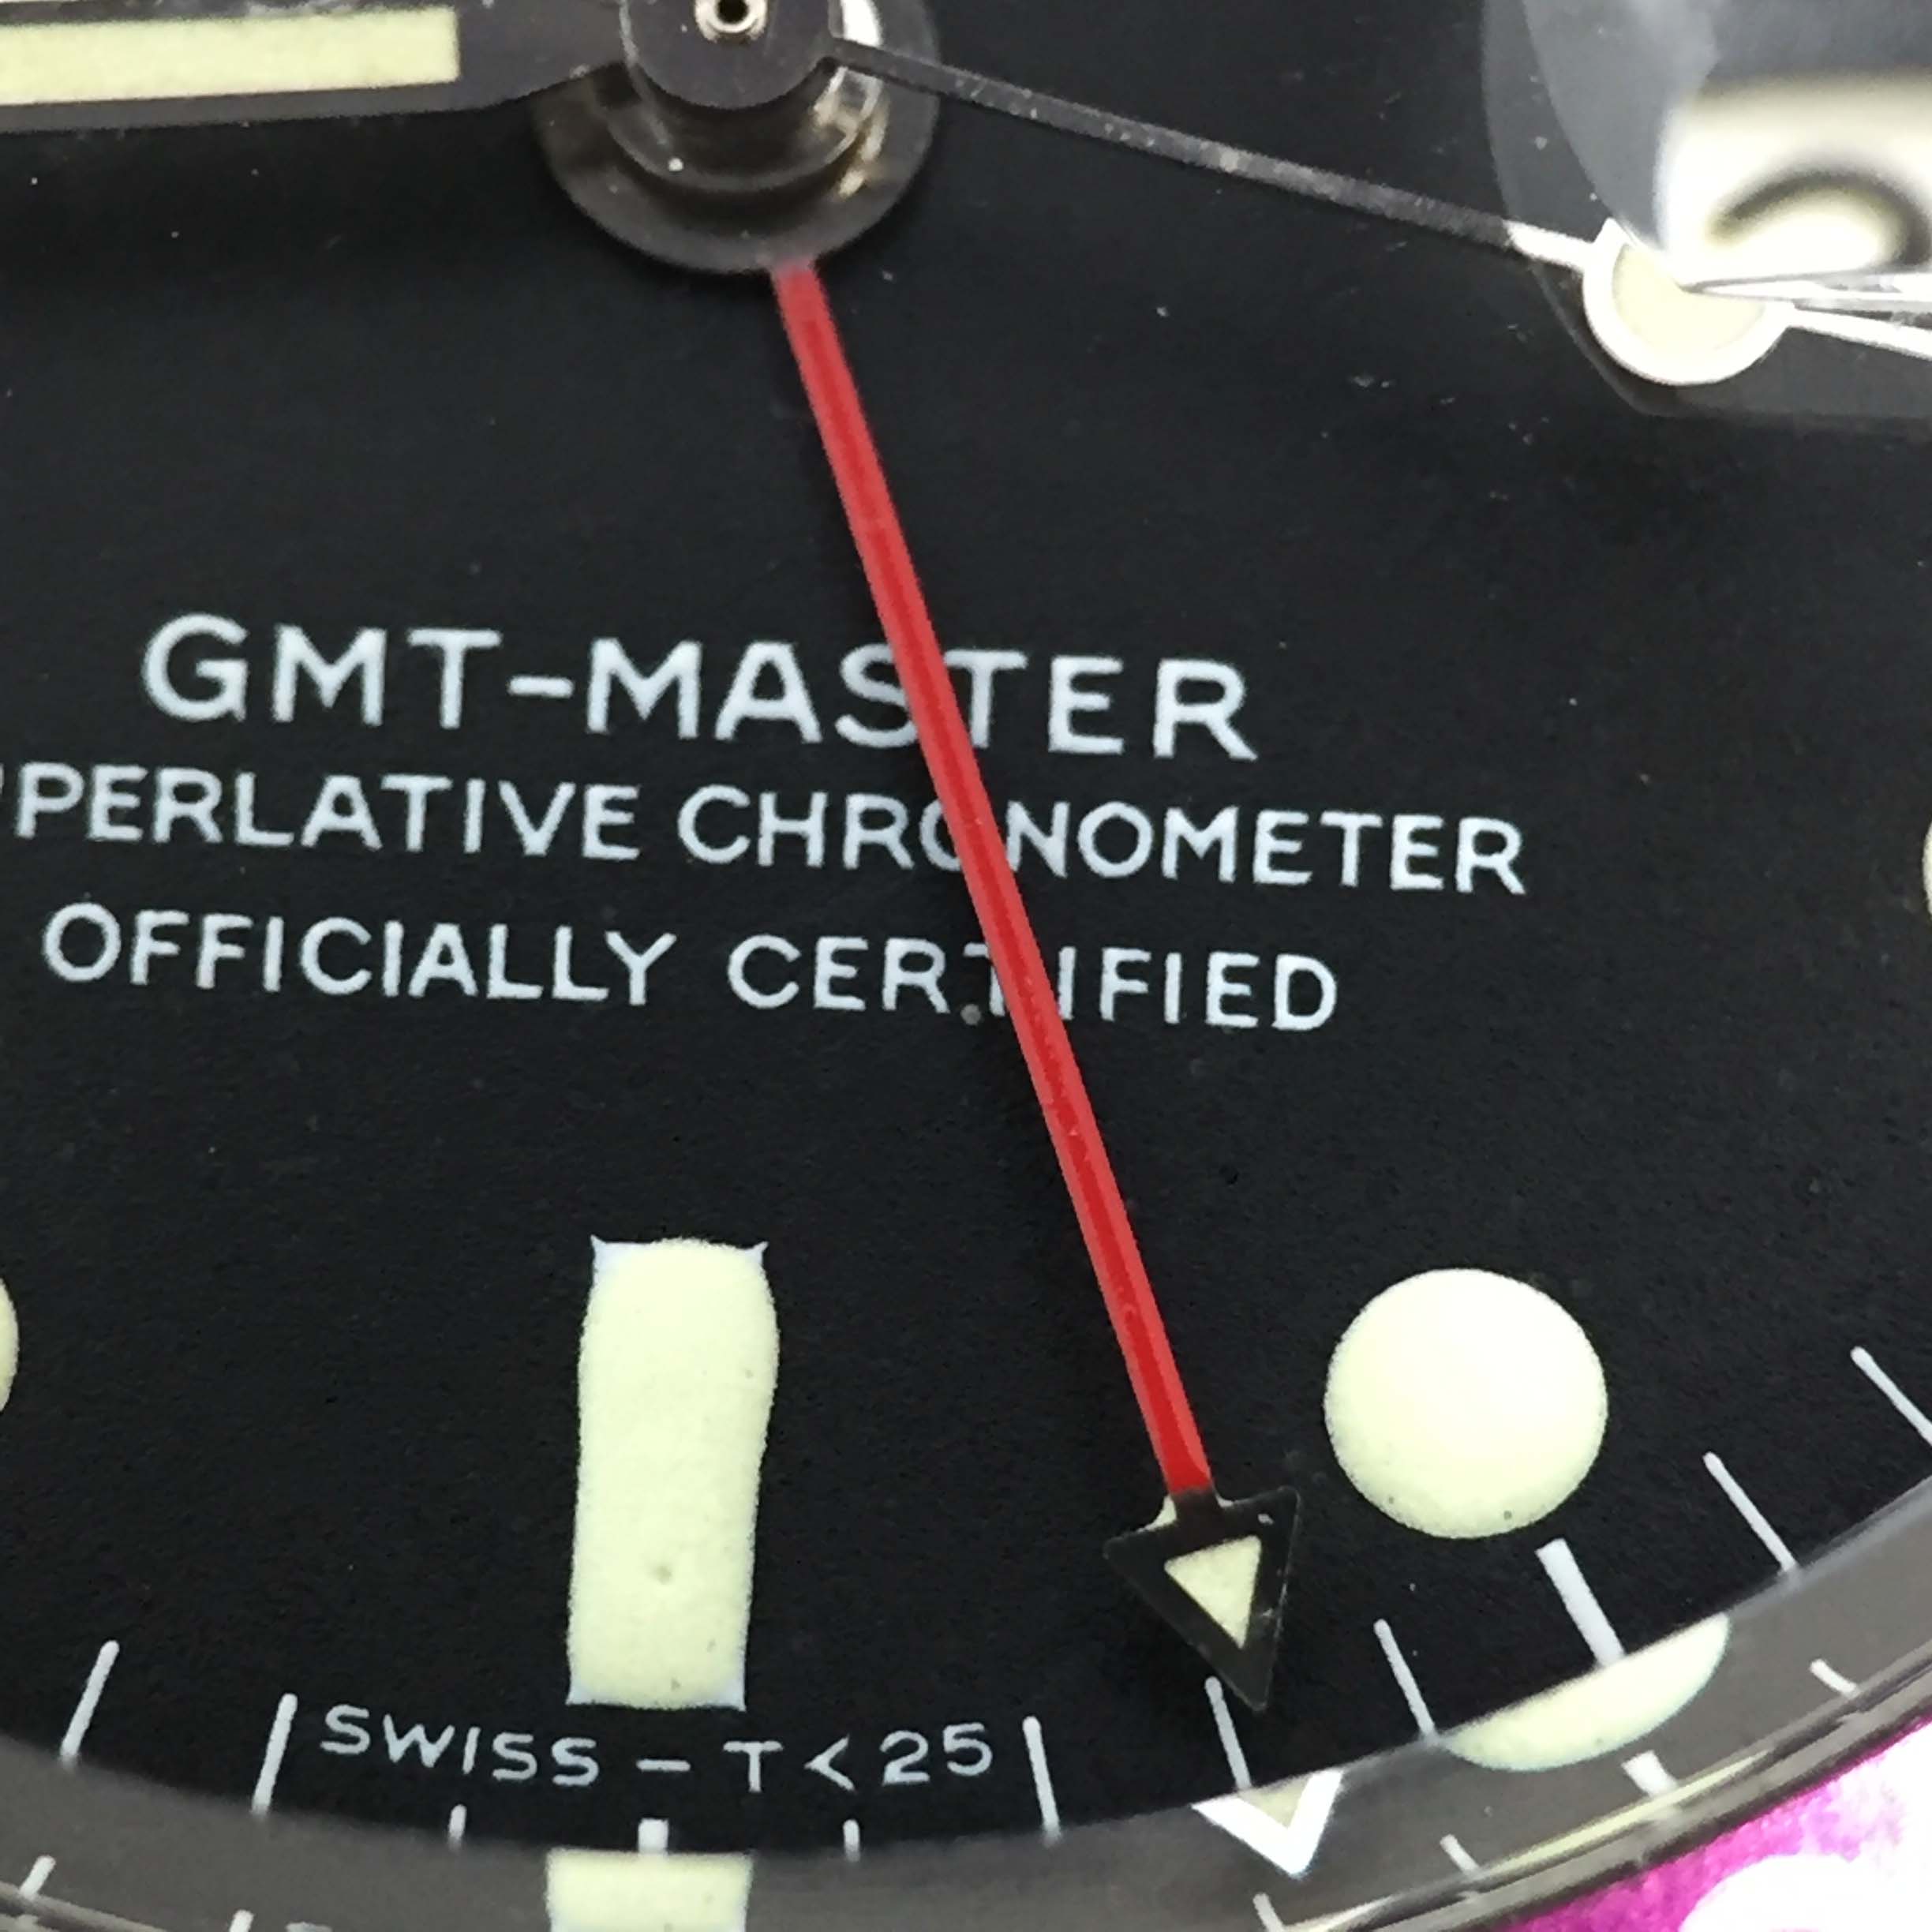 GMT-MASTER
PERLATIVE CHRONOMETER
OFFICIALLY CERTIFIED
SWISS – T<25